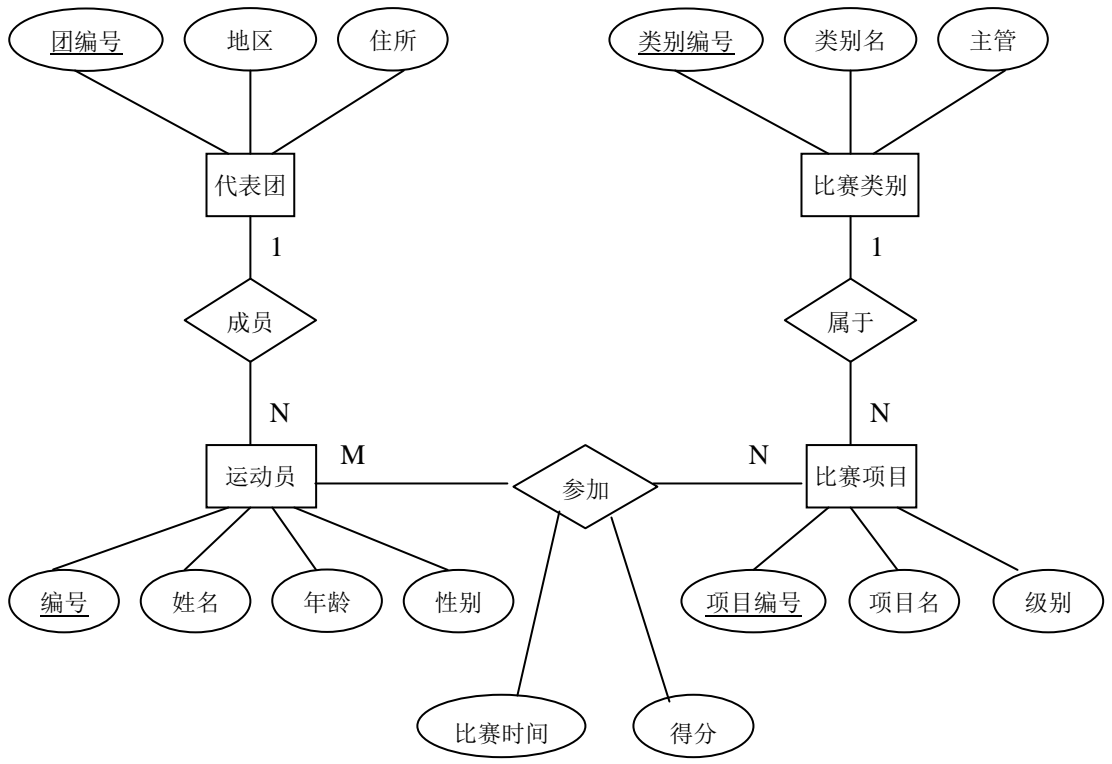 团编号 地区 住所 类别编号 类别名 主管
代表团 比赛类别
1 1
成员 属于
N N
运动员 M 参加 N 比赛项目
编号 姓名 年龄 性别 项目编号 项目名 级别
比赛时间 得分